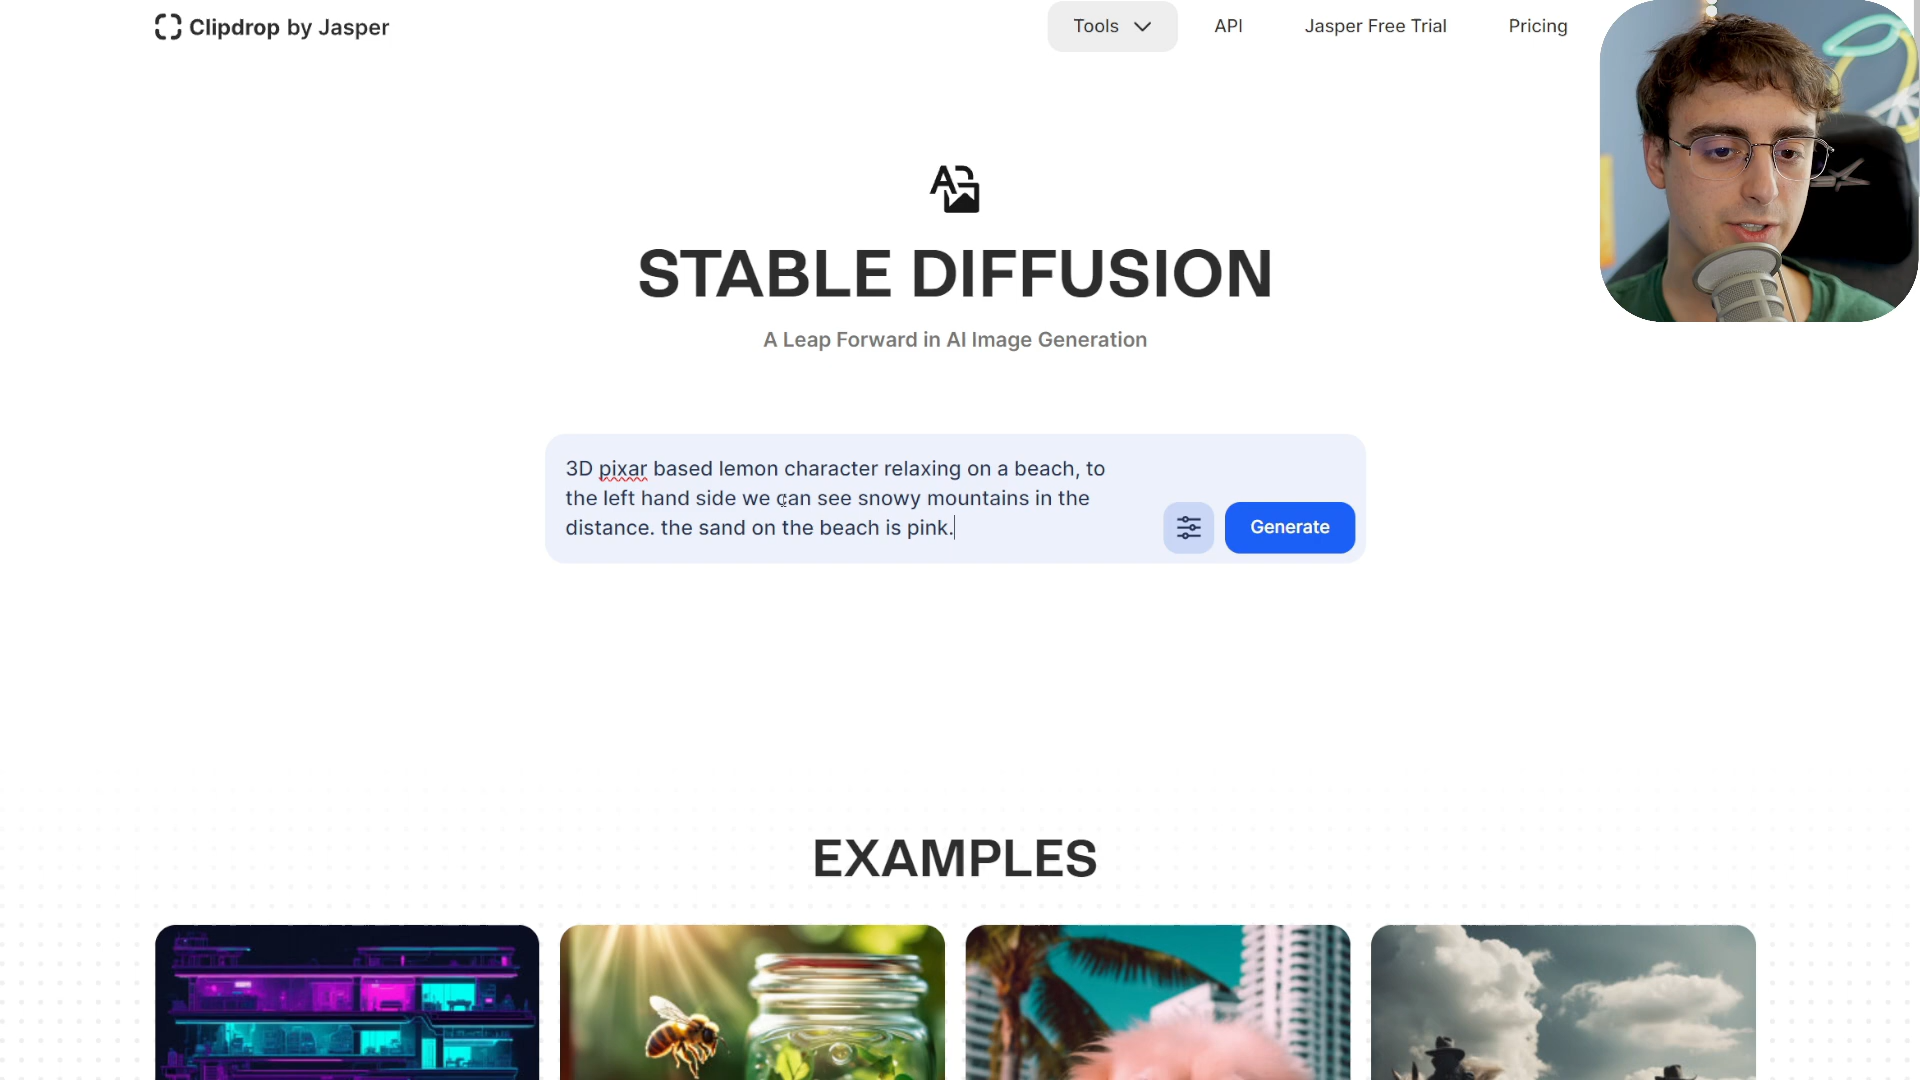 Clipdrop by Jasper
Tools
API
Jasper Free Trial
Pricing
STABLE DIFFUSION
A Leap Forward in AI Image Generation
3D pixar based lemon character relaxing on a beach, to
the left hand side we can see snowy mountains in the
distance. the sand on the beach is pink.
Generate
EXAMPLES